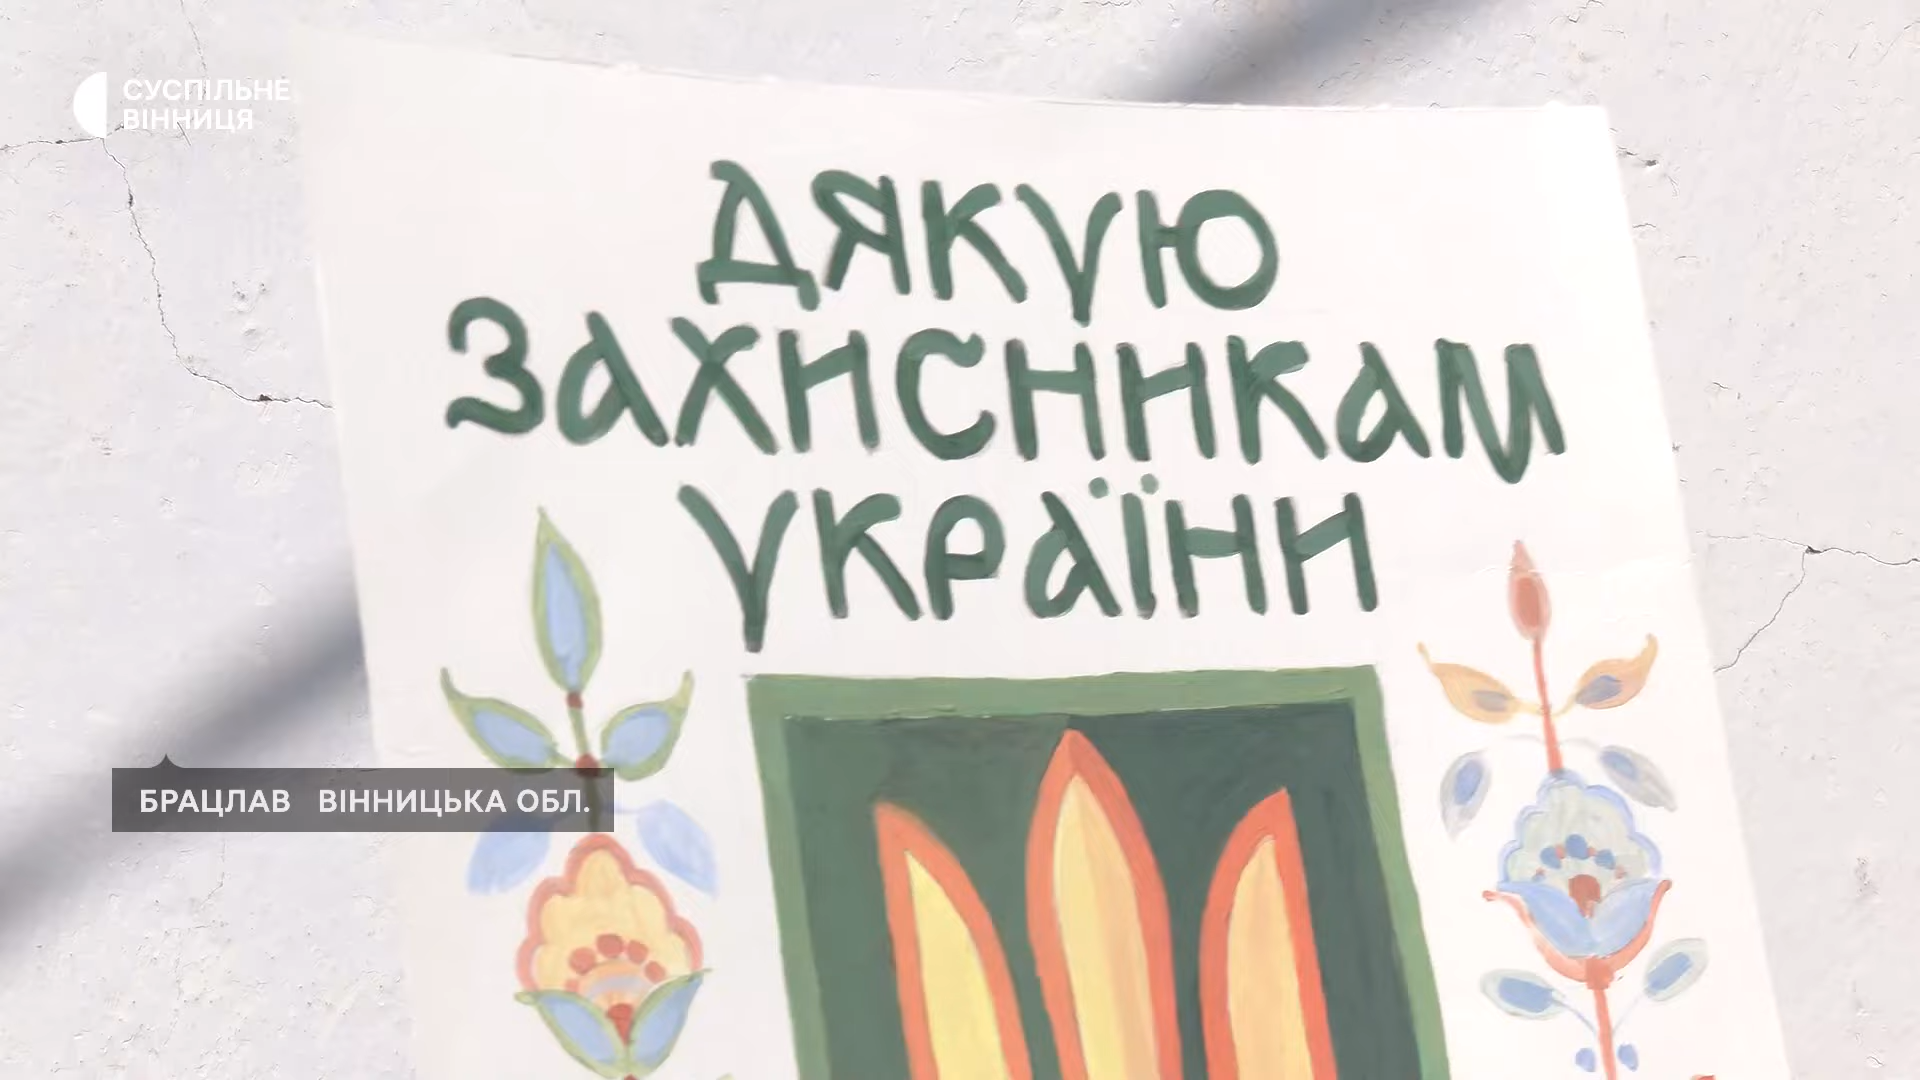 СУСПІЛЬНЕ
ВІННИЦЯ
ДЯКУЮ
ЗАХИСНИКАМ
УКРАЇНИ
БРАЦЛАВ ВІННИЦЬКА ОБЛ.